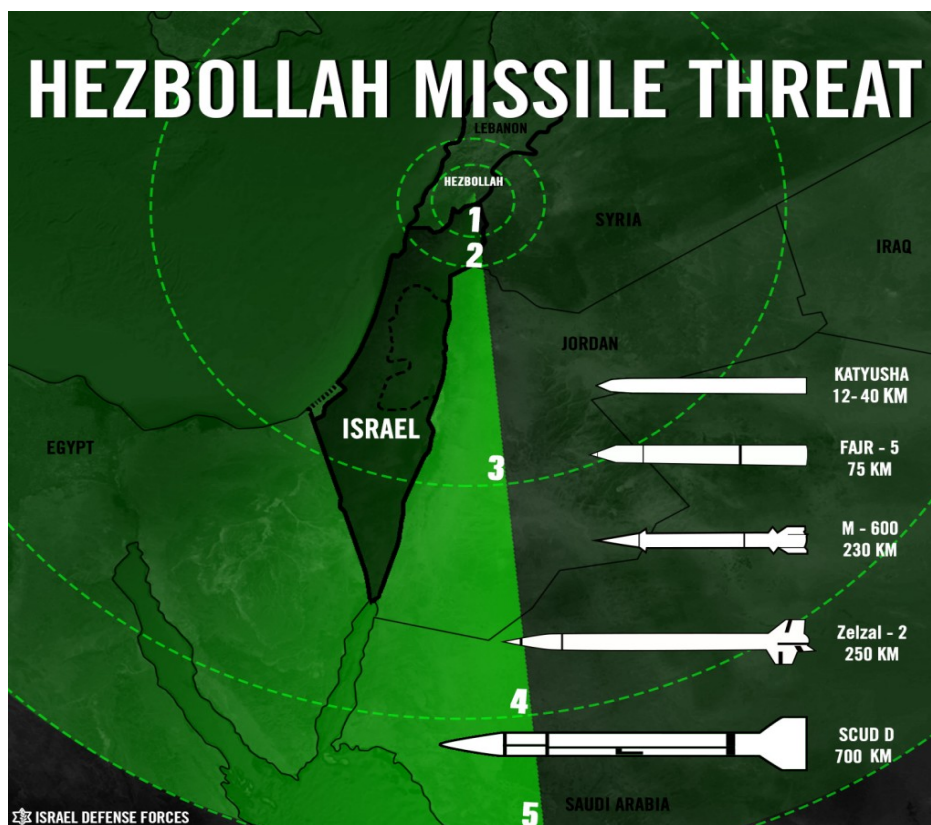 HEZBOLLAH MISSILE THREAT
LEBANON
HEZBOLLAH
1
SYRIA
2
IRAQ
JORDAN
KATYUSHA
12-40 KM
ISRAEL
EGYPT
FAJR - 5
75 KM
3
M - 600
230 KM
Zelzal - 2
250 KM
4
SCUD D
700 KM
5
SAUDI ARABIA
ISRAEL DEFENSE FORCES